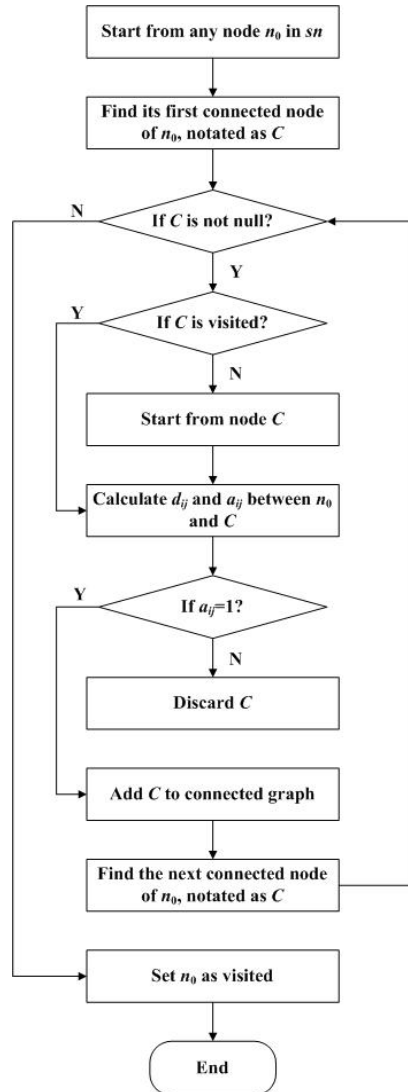 Start from any node n₀ in sn
Find its first connected node
of n₀, notated as C
N
If C is not null?
Y
Y
If C is visited?
N
Start from node C
Calculate dᵢⱼ and aᵢⱼ between n₀
and C
Y
If aᵢⱼ=1?
N
Discard C
Add C to connected graph
Find the next connected node
of n₀, notated as C
Set n₀ as visited
End